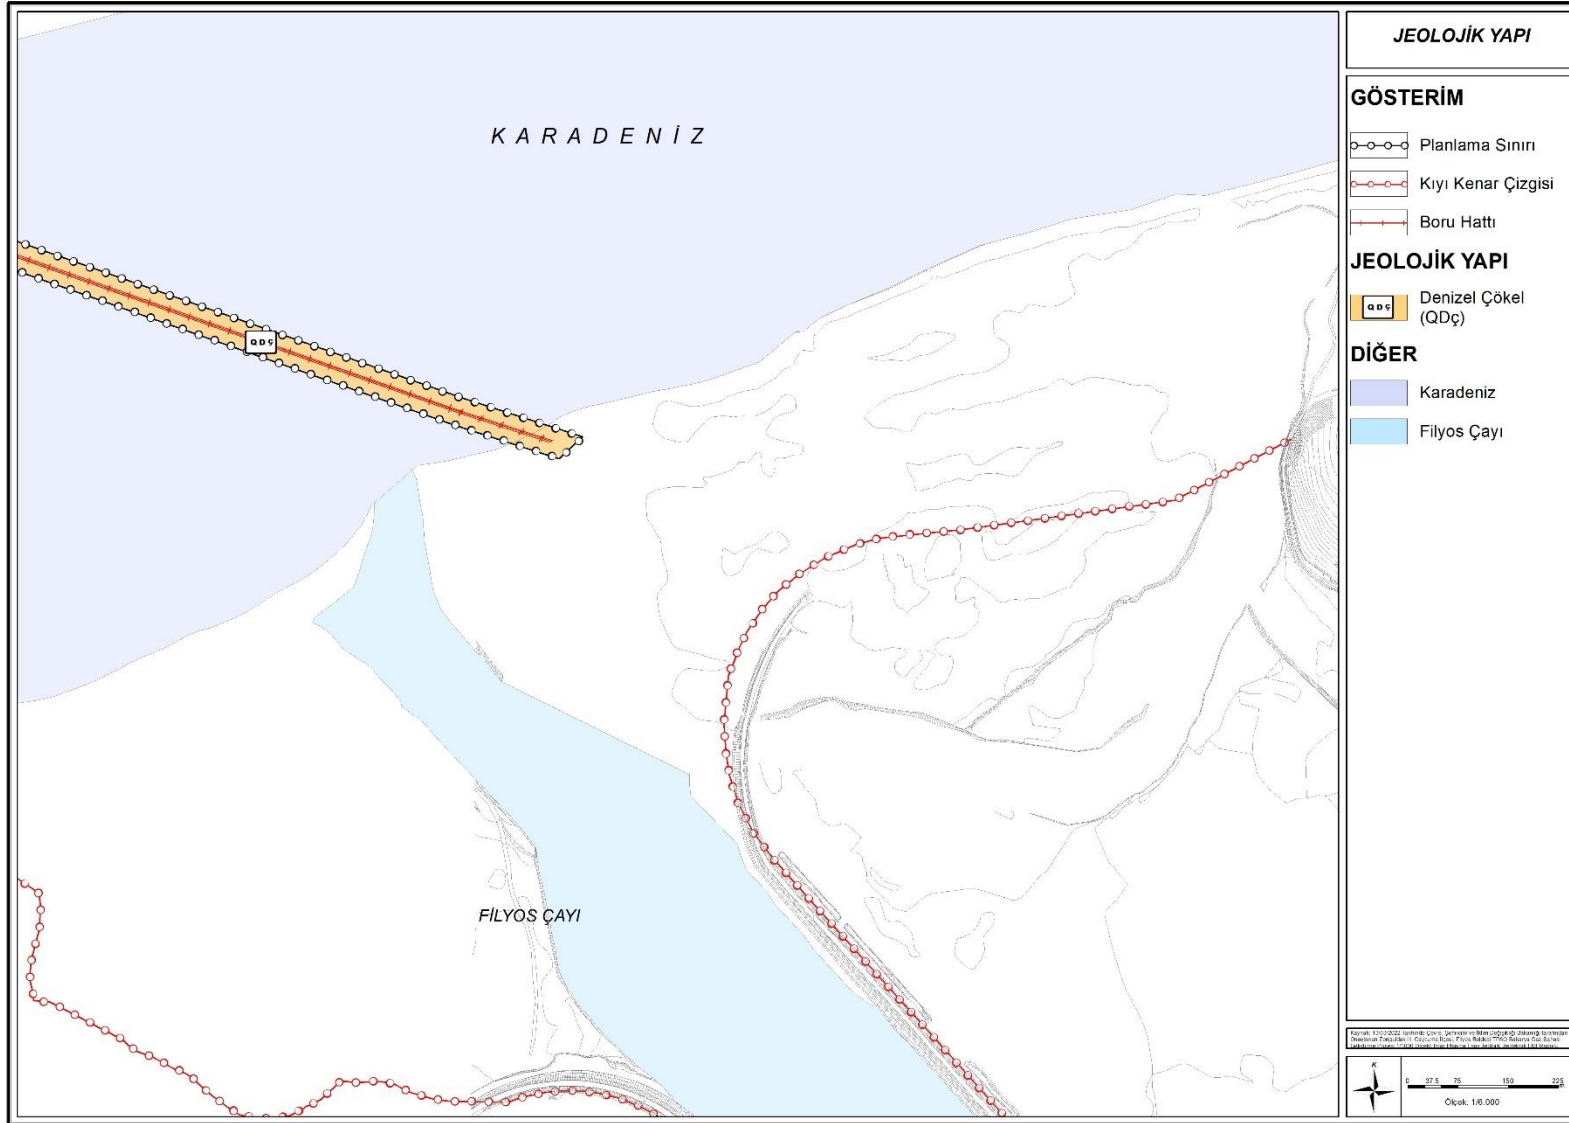 JEOLOJİK YAPI
KARADENİZ
GÖSTERİM
Planlama Sınırı
Kıyı Kenar Çizgisi
Boru Hattı
JEOLOJİK YAPI
QDÇ
Denizel Çökel
(QDç)
DİĞER
Karadeniz
Filyos Çayı
QDÇ
FİLYOS ÇAYI
K
0 37.5 75 150 225
Ölçek: 1/6.000